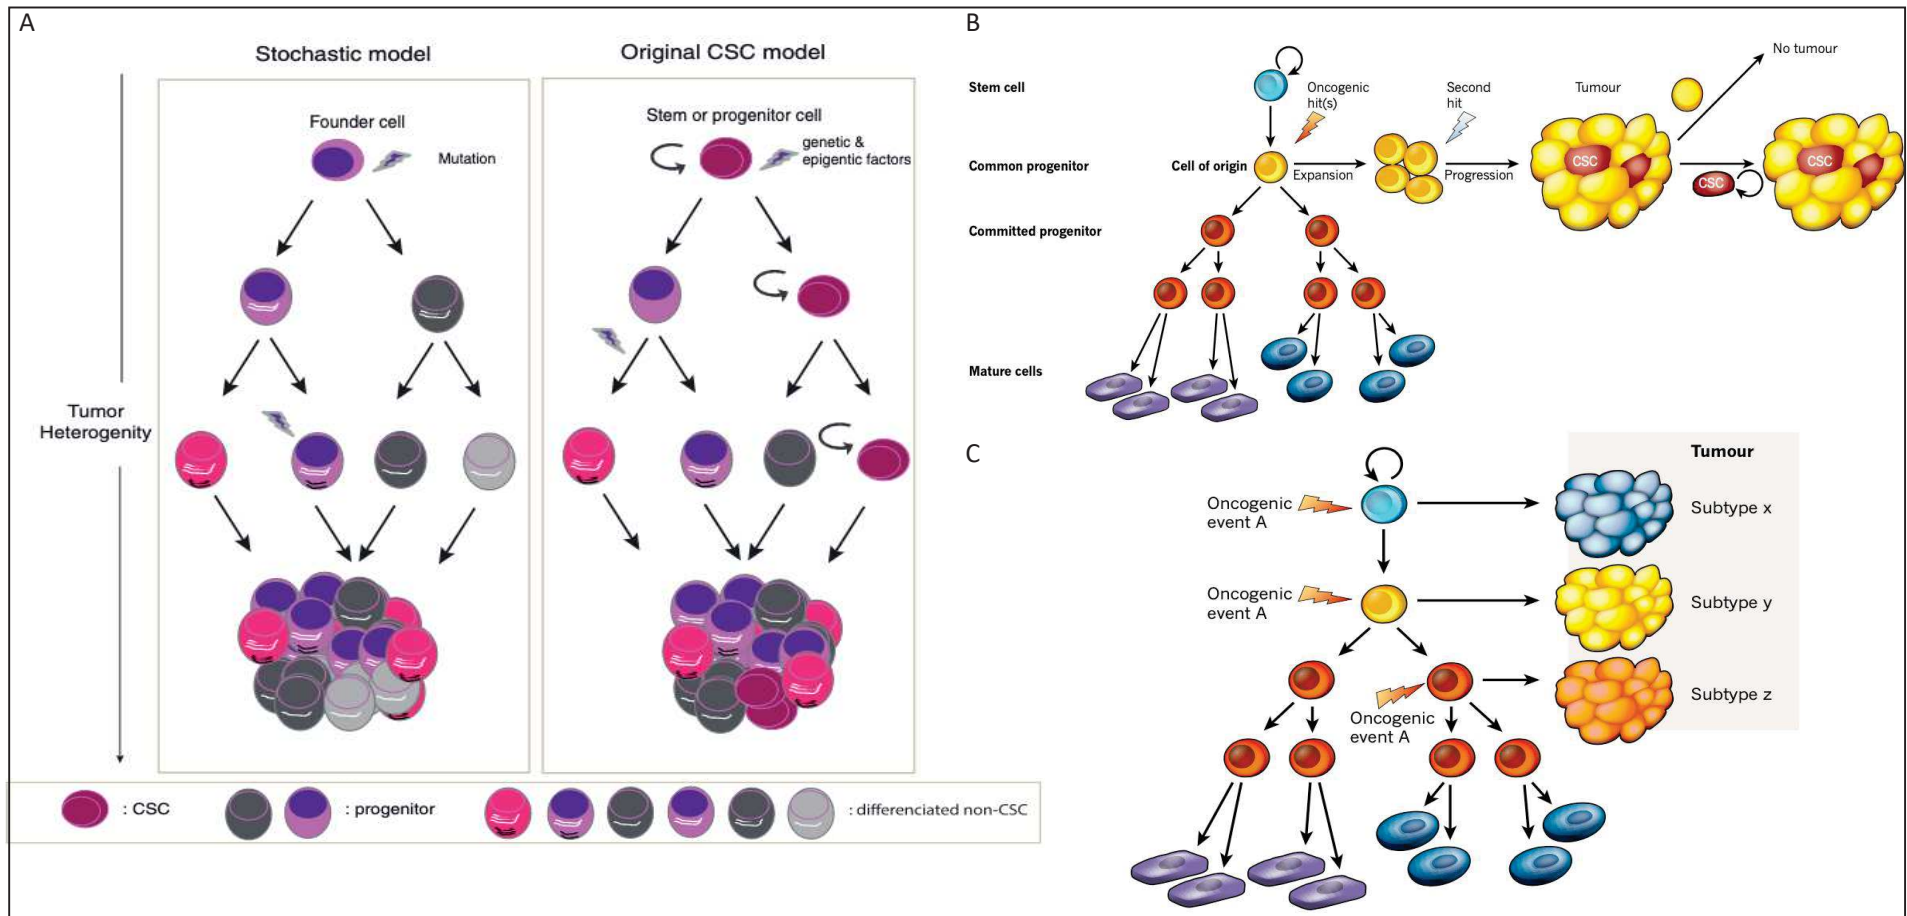 A
Stochastic model
Original CSC model
Founder cell
Mutation
Stem or progenitor cell
genetic &
epigentic factors
Tumor
Heterogenity
: CSC
: progenitor
: differenciated non-CSC
B
Stem cell
Oncogenic
hit(s)
Second
hit
Tumour
No tumour
Common progenitor
Cell of origin
Expansion
Progression
CSC
CSC
CSC
Committed progenitor
Mature cells
C
Tumour
Oncogenic
event A
Subtype x
Oncogenic
event A
Subtype y
Oncogenic
event A
Subtype z